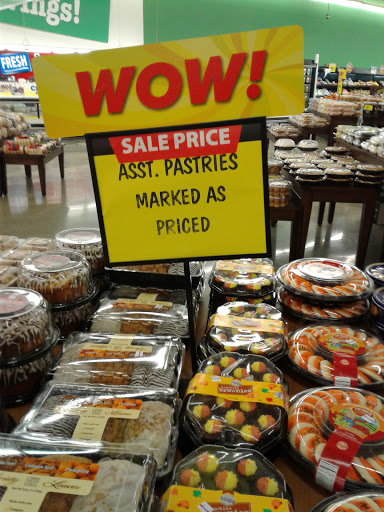 ings!
FRESH
WOW!
SALE PRICE
ASST. PASTRIES
MARKED AS
PRICED